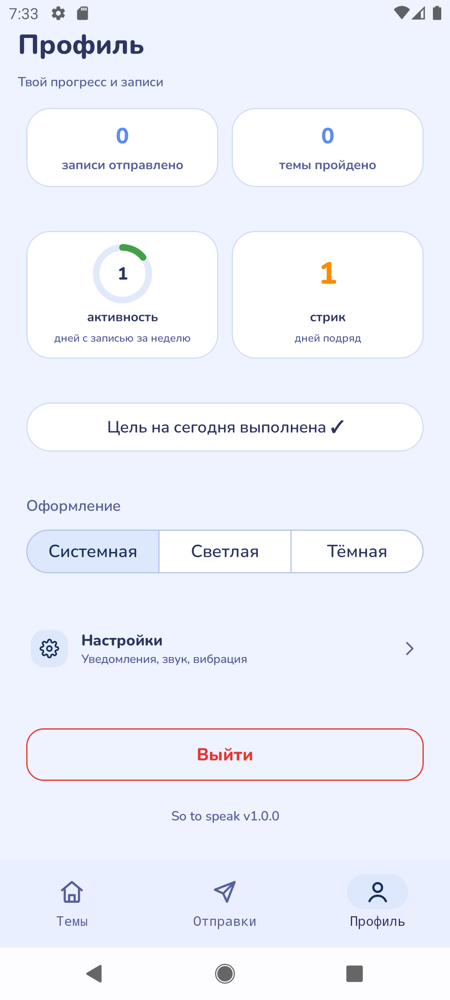 7:33
Профиль
Твой прогресс и записи
0
записи отправлено
0
темы пройдено
1
активность
дней с записью за неделю
1
стрик
дней подряд
Цель на сегодня выполнена ✓
Оформление
Системная
Светлая
Тёмная
Настройки
Уведомления, звук, вибрация
Выйти
So to speak v1.0.0
Темы
Отправки
Профиль